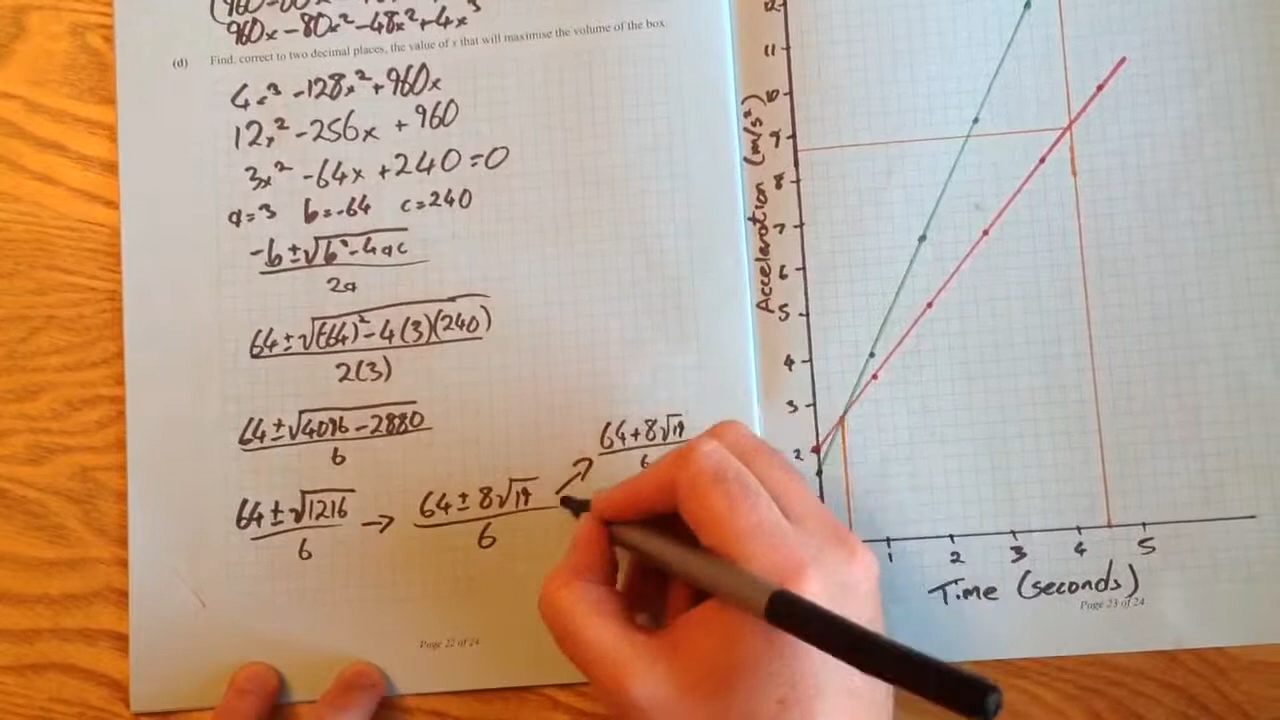 960x - 80x² - 48x² + 4x³
(d) Find, correct to two decimal places, the value of x that will maximise the volume of the box.
4x³ - 128x² + 960x
12x² - 256x + 960
3x² - 64x + 240 = 0
a=3 b=-64 c=240
-b ± √b² - 4ac
2a
64 ± √(-64)² - 4(3)(240)
2(3)
64 ± √4096 - 2880
6
64 ± √1216
6
→ 64 ± 8√19
6
64 + 8√19
6
Page 22 of 24
Acceleration (m/s²)
12
11
10
9
8
7
6
5
4
3
2
1 2 3 4 5
Time (seconds)
Page 23 of 24